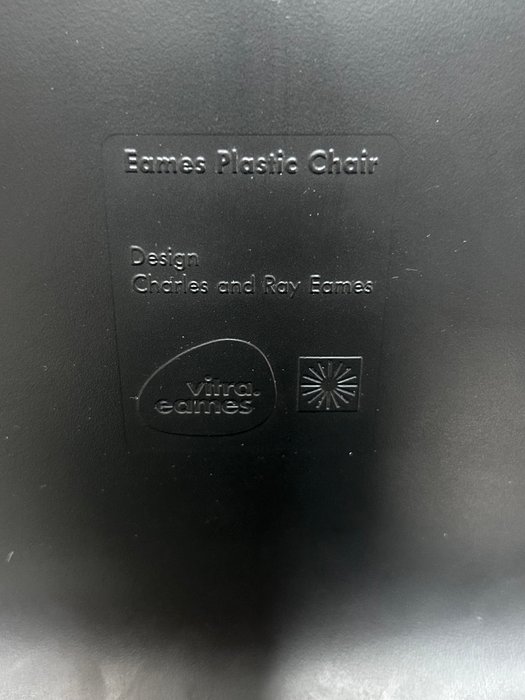 Eames Plastic Chair
Design
Charles and Ray Eames
vitra.
eames